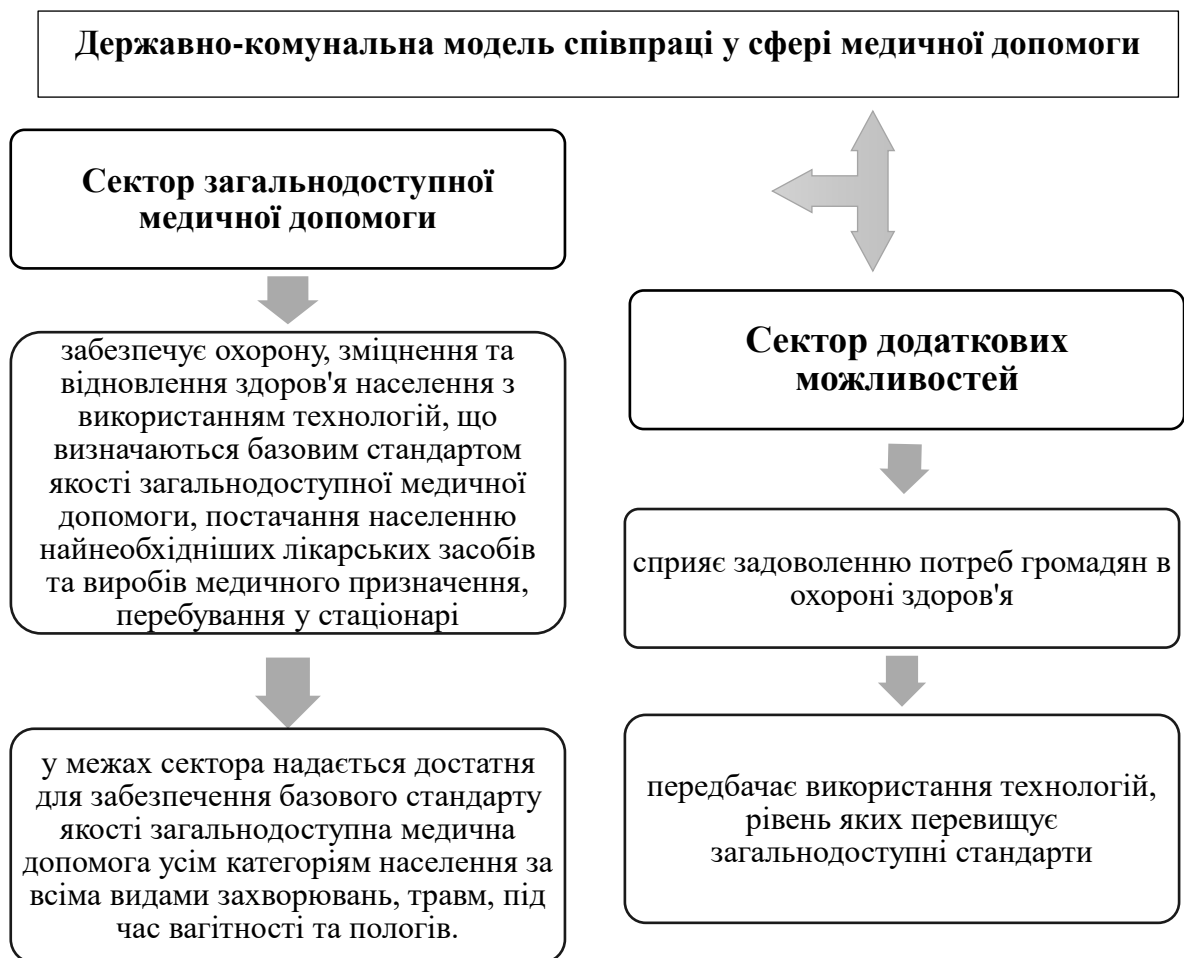 Державно-комунальна модель співпраці у сфері медичної допомоги
Сектор загальнодоступної
медичної допомоги
забезпечує охорону, зміцнення та
відновлення здоров'я населення з
використанням технологій, що
визначаються базовим стандартом
якості загальнодоступної медичної
допомоги, постачання населенню
найнеобхідніших лікарських засобів
та виробів медичного призначення,
перебування у стаціонарі
у межах сектора надається достатня
для забезпечення базового стандарту
якості загальнодоступна медична
допомога усім категоріям населення за
всіма видами захворювань, травм, під
час вагітності та пологів.
Сектор додаткових
можливостей
сприяє задоволенню потреб громадян в
охороні здоров'я
передбачає використання технологій,
рівень яких перевищує
загальнодоступні стандарти